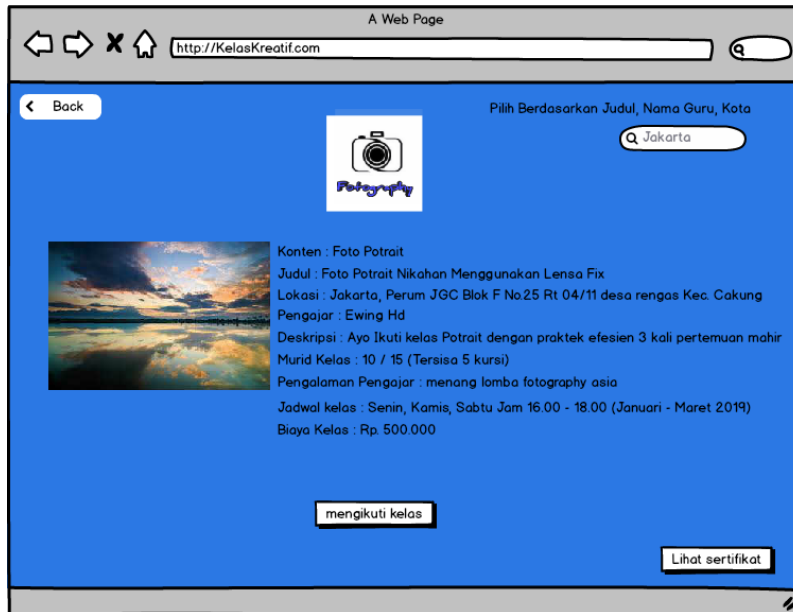 A Web Page
http://KelasKreatif.com
Back
Pilih Berdasarkan Judul, Nama Guru, Kota
Jakarta
Fotography
Konten : Foto Potrait
Judul : Foto Potrait Nikahan Menggunakan Lensa Fix
Lokasi : Jakarta, Perum JGC Blok F No.25 Rt 04/11 desa rengas Kec. Cakung
Pengajar : Ewing Hd
Deskripsi : Ayo Ikuti kelas Potrait dengan praktek efesien 3 kali pertemuan mahir
Murid Kelas : 10 / 15 (Tersisa 5 kursi)
Pengalaman Pengajar : menang lomba fotography asia
Jadwal kelas : Senin, Kamis, Sabtu Jam 16.00 - 18.00 (Januari - Maret 2019)
Biaya Kelas : Rp. 500.000
mengikuti kelas
Lihat sertifikat